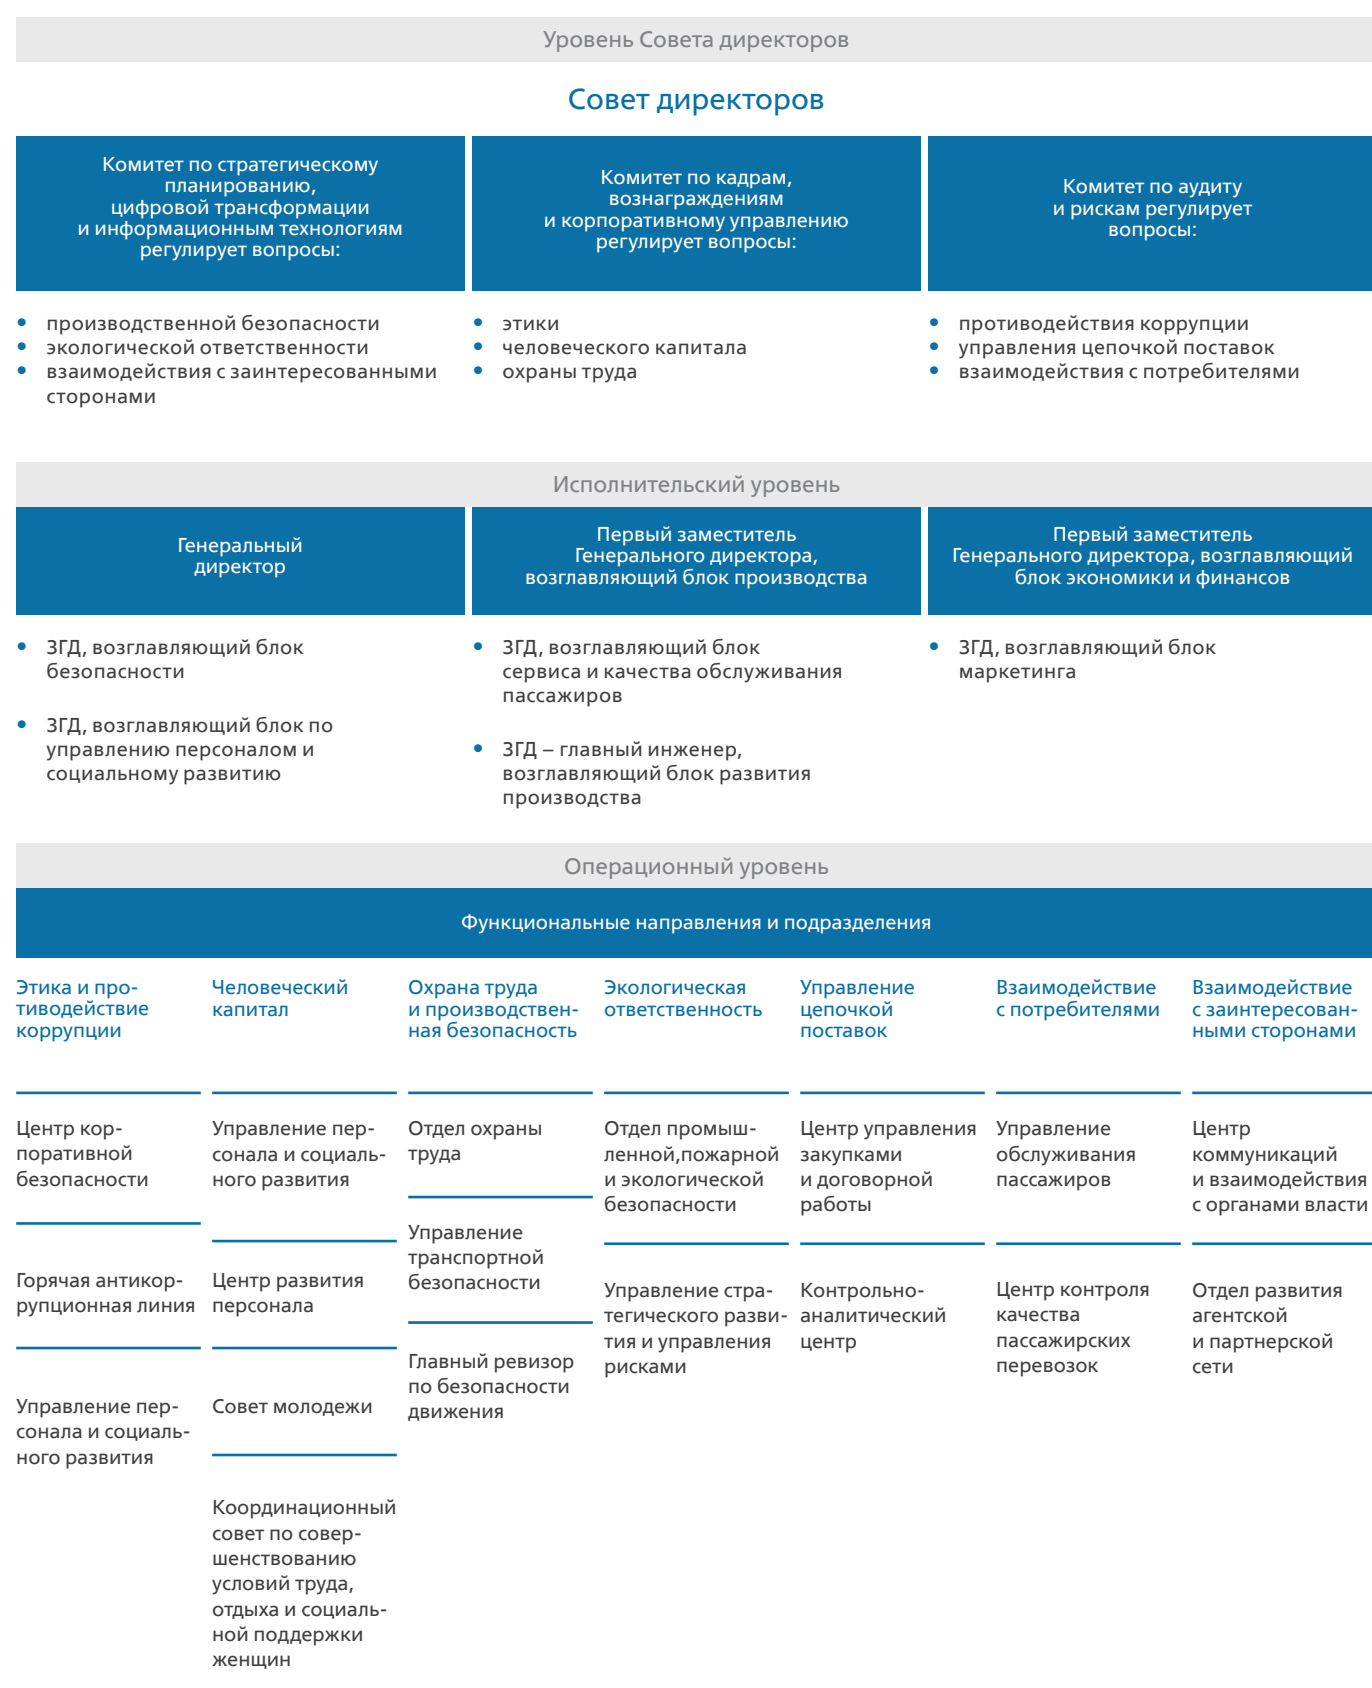 Уровень Совета директоров
Совет директоров
Комитет по стратегическому
планированию,
цифровой трансформации
и информационным технологиям
регулирует вопросы:
Комитет по кадрам,
вознаграждениям
и корпоративному управлению
регулирует вопросы:
Комитет по аудиту
и рискам регулирует
вопросы:
• производственной безопасности
• экологической ответственности
• взаимодействия с заинтересованными
сторонами
• этики
• человеческого капитала
• охраны труда
• противодействия коррупции
• управления цепочкой поставок
• взаимодействия с потребителями
Исполнительский уровень
Генеральный
директор
Первый заместитель
Генерального директора,
возглавляющий блок производства
Первый заместитель
Генерального директора, возглавляющий
блок экономики и финансов
• ЗГД, возглавляющий блок
безопасности
• ЗГД, возглавляющий блок по
управлению персоналом и
социальному развитию
• ЗГД, возглавляющий блок
сервиса и качества обслуживания
пассажиров
• ЗГД – главный инженер,
возглавляющий блок развития
производства
• ЗГД, возглавляющий блок
маркетинга
Операционный уровень
Функциональные направления и подразделения
Этика и про-
тиводействие
коррупции
Центр кор-
поративной
безопасности
Горячая антикор-
рупционная линия
Управление пер-
сонала и социаль-
ного развития
Человеческий
капитал
Управление пер-
сонала и социаль-
ного развития
Центр развития
персонала
Совет молодежи
Координационный
совет по совер-
шенствованию
условий труда,
отдыха и социаль-
ной поддержки
женщин
Охрана труда
и производствен-
ная безопасность
Отдел охраны
труда
Управление
транспортной
безопасности
Главный ревизор
по безопасности
движения
Экологическая
ответственность
Отдел промыш-
ленной,пожарной
и экологической
безопасности
Управление стра-
тегического разви-
тия и управления
рисками
Управление
цепочкой
поставок
Центр управления
закупками
и договорной
работы
Контрольно-
аналитический
центр
Взаимодействие
с потребителями
Управление
обслуживания
пассажиров
Центр контроля
качества
пассажирских
перевозок
Взаимодействие
с заинтересован-
ными сторонами
Центр
коммуникаций
и взаимодействия
с органами власти
Отдел развития
агентской
и партнерской
сети